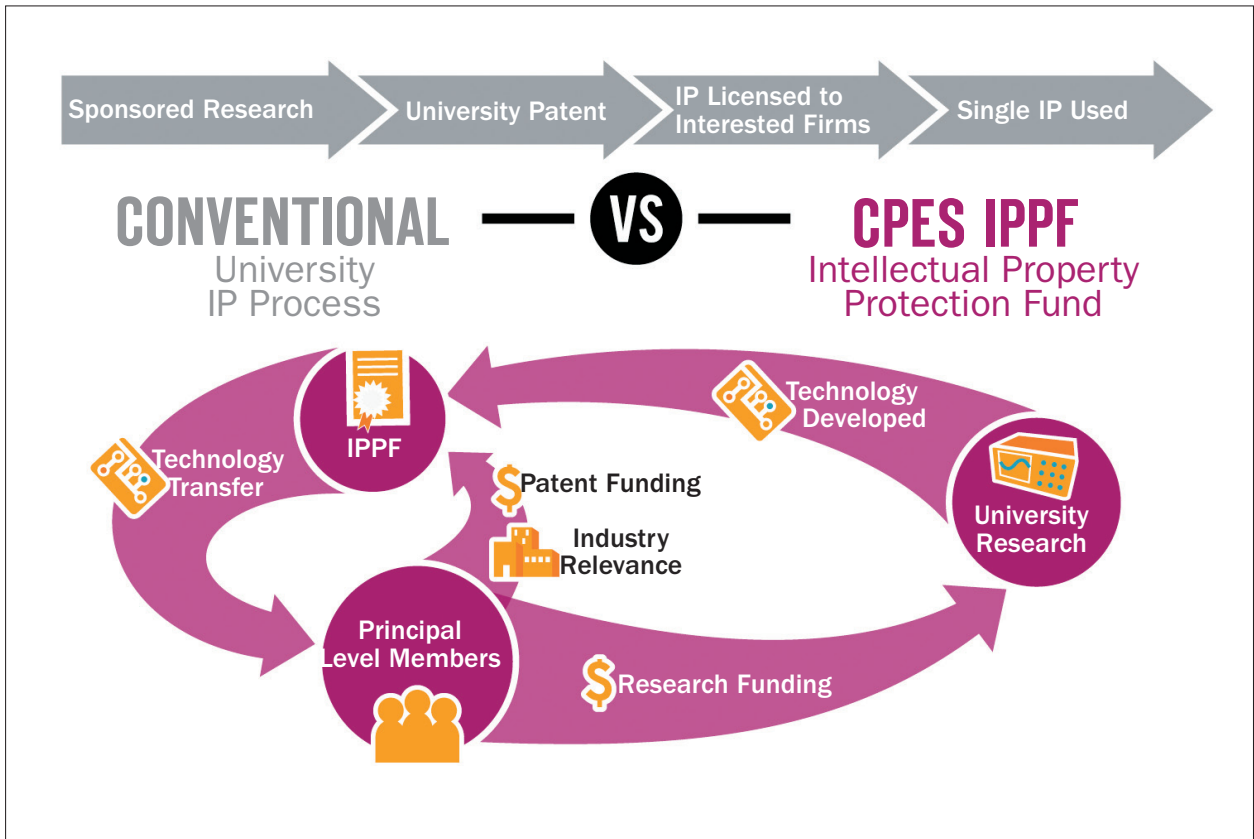 Sponsored Research
University Patent
IP Licensed to
Interested Firms
Single IP Used
CONVENTIONAL
University
IP Process
VS
CPES IPPF
Intellectual Property
Protection Fund
IPPF
Technology
Transfer
Technology
Developed
$ Patent Funding
Industry
Relevance
University
Research
Principal
Level Members
$ Research Funding